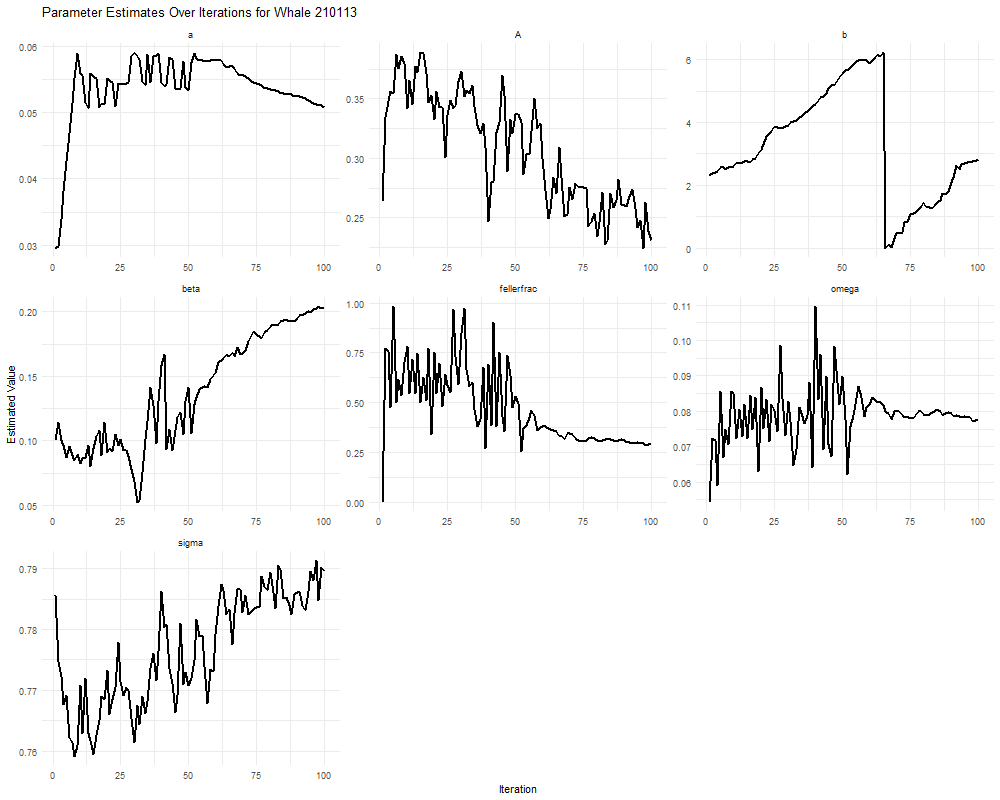 Parameter Estimates Over Iterations for Whale 210113
a
A
b
0.06
0.05
0.04
0.03
0.35
0.30
0.25
6
4
2
0
0 25 50 75 100
0 25 50 75 100
0 25 50 75 100
beta
fellerfrac
omega
0.20
0.15
0.10
0.05
1.00
0.75
0.50
0.25
0.00
0.11
0.10
0.09
0.08
0.07
0.06
0 25 50 75 100
0 25 50 75 100
0 25 50 75 100
Estimated Value
sigma
0.79
0.78
0.77
0.76
0 25 50 75 100
Iteration